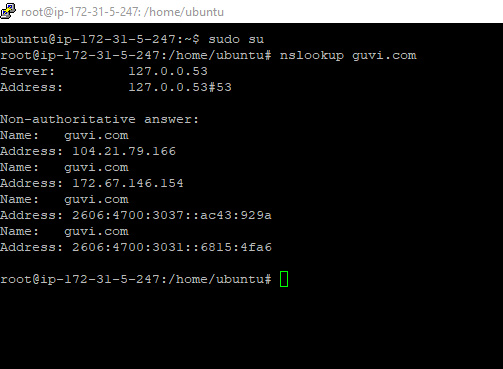 root@ip-172-31-5-247: /home/ubuntu
ubuntu@ip-172-31-5-247:~$ sudo su
root@ip-172-31-5-247:/home/ubuntu# nslookup guvi.com
Server:         127.0.0.53
Address:        127.0.0.53#53

Non-authoritative answer:
Name:   guvi.com
Address: 104.21.79.166
Name:   guvi.com
Address: 172.67.146.154
Name:   guvi.com
Address: 2606:4700:3037::ac43:929a
Name:   guvi.com
Address: 2606:4700:3031::6815:4fa6

root@ip-172-31-5-247:/home/ubuntu#